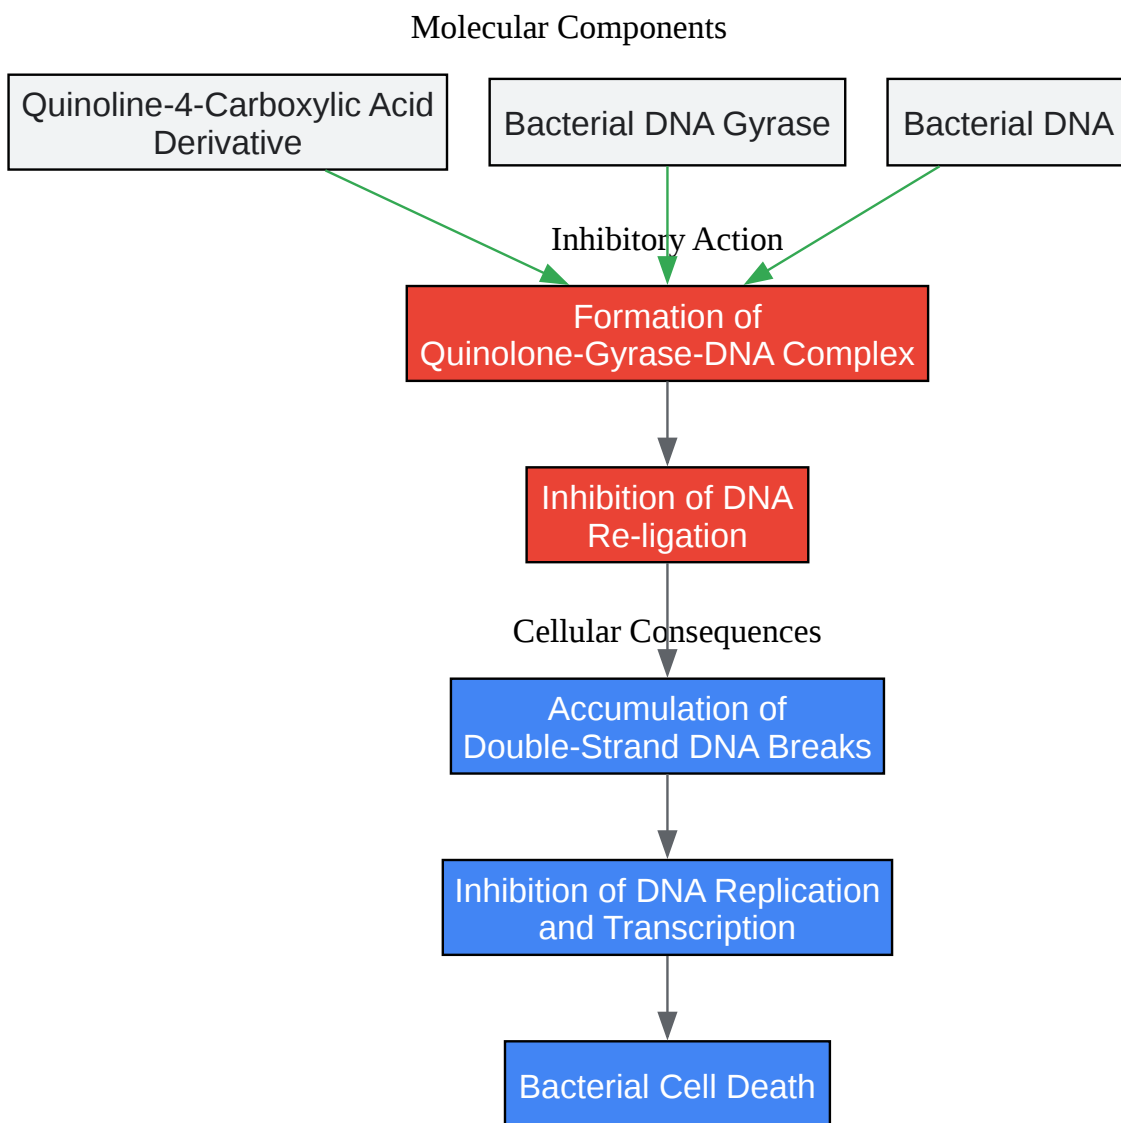 Molecular Components
Quinoline-4-Carboxylic Acid
Derivative
Bacterial DNA Gyrase
Bacterial DNA
Inhibitory Action
Formation of
Quinolone-Gyrase-DNA Complex
Inhibition of DNA
Re-ligation
Cellular Consequences
Accumulation of
Double-Strand DNA Breaks
Inhibition of DNA Replication
and Transcription
Bacterial Cell Death